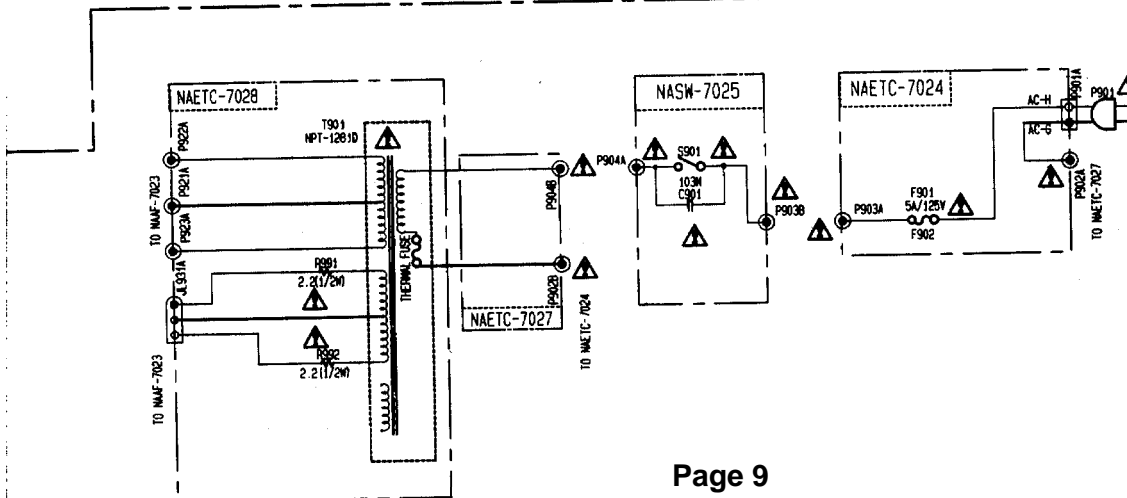 NAETC-7028
T901
NPT-1281D
P922A
P921A
P923A
TO NAAF-7023
JL931A
R991
2.2(1/2W)
R992
2.2(1/2W)
TO NAAF-7023
THERMAL FUSE
P904B
P902B
NAETC-7027
TO NAETC-7024
NASW-7025
P904A
S901
103M
C901
P903B
NAETC-7024
P903A
F901
5A/125V
F902
AC-H
AC-G
P901A
P901
P902A
TO NAETC-7027
Page 9